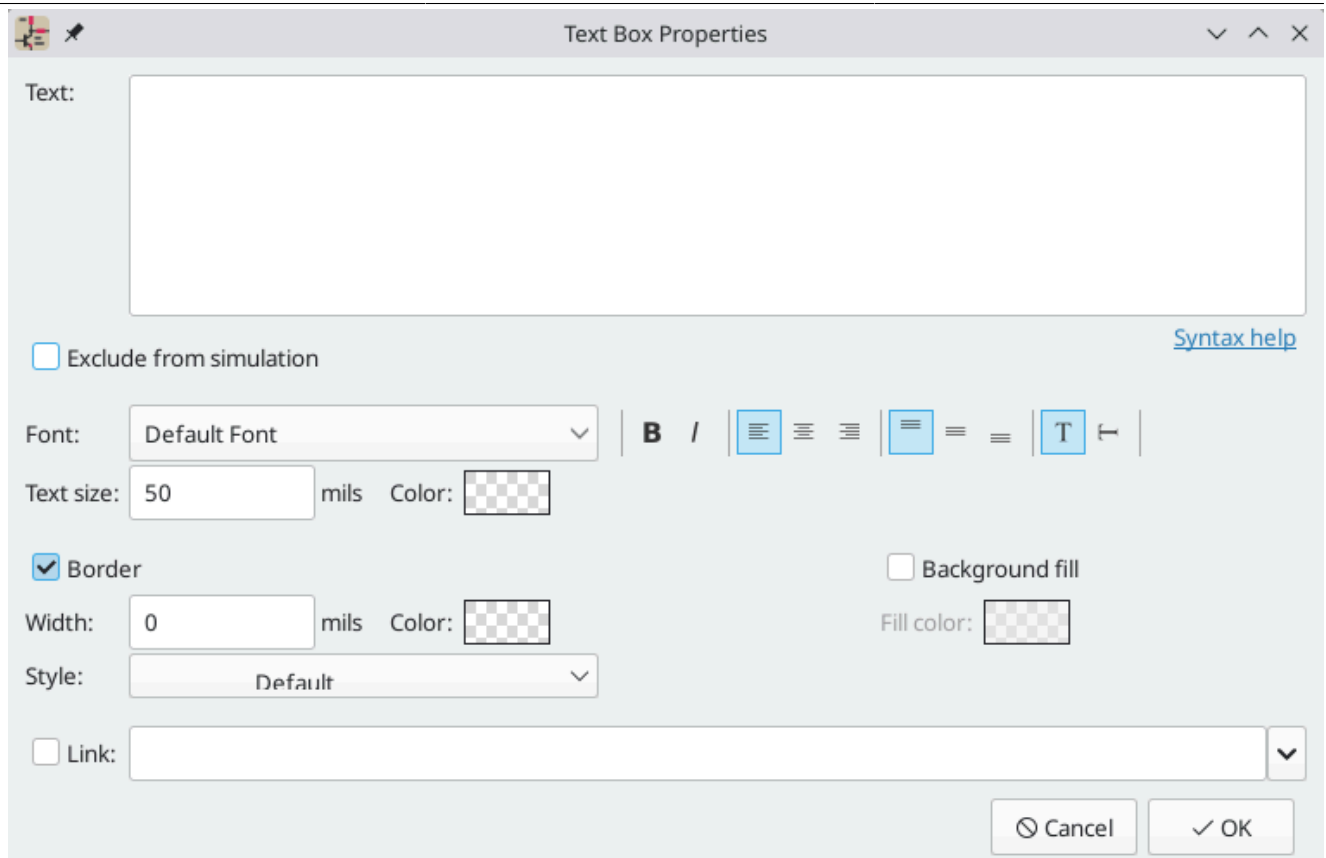 Text Box Properties
Text:
Syntax help
Exclude from simulation
Font: Default Font B I T T
Text size: 50 mils Color:
Border Background fill
Width: 0 mils Color: Fill color:
Style: Default
Link:
Cancel OK